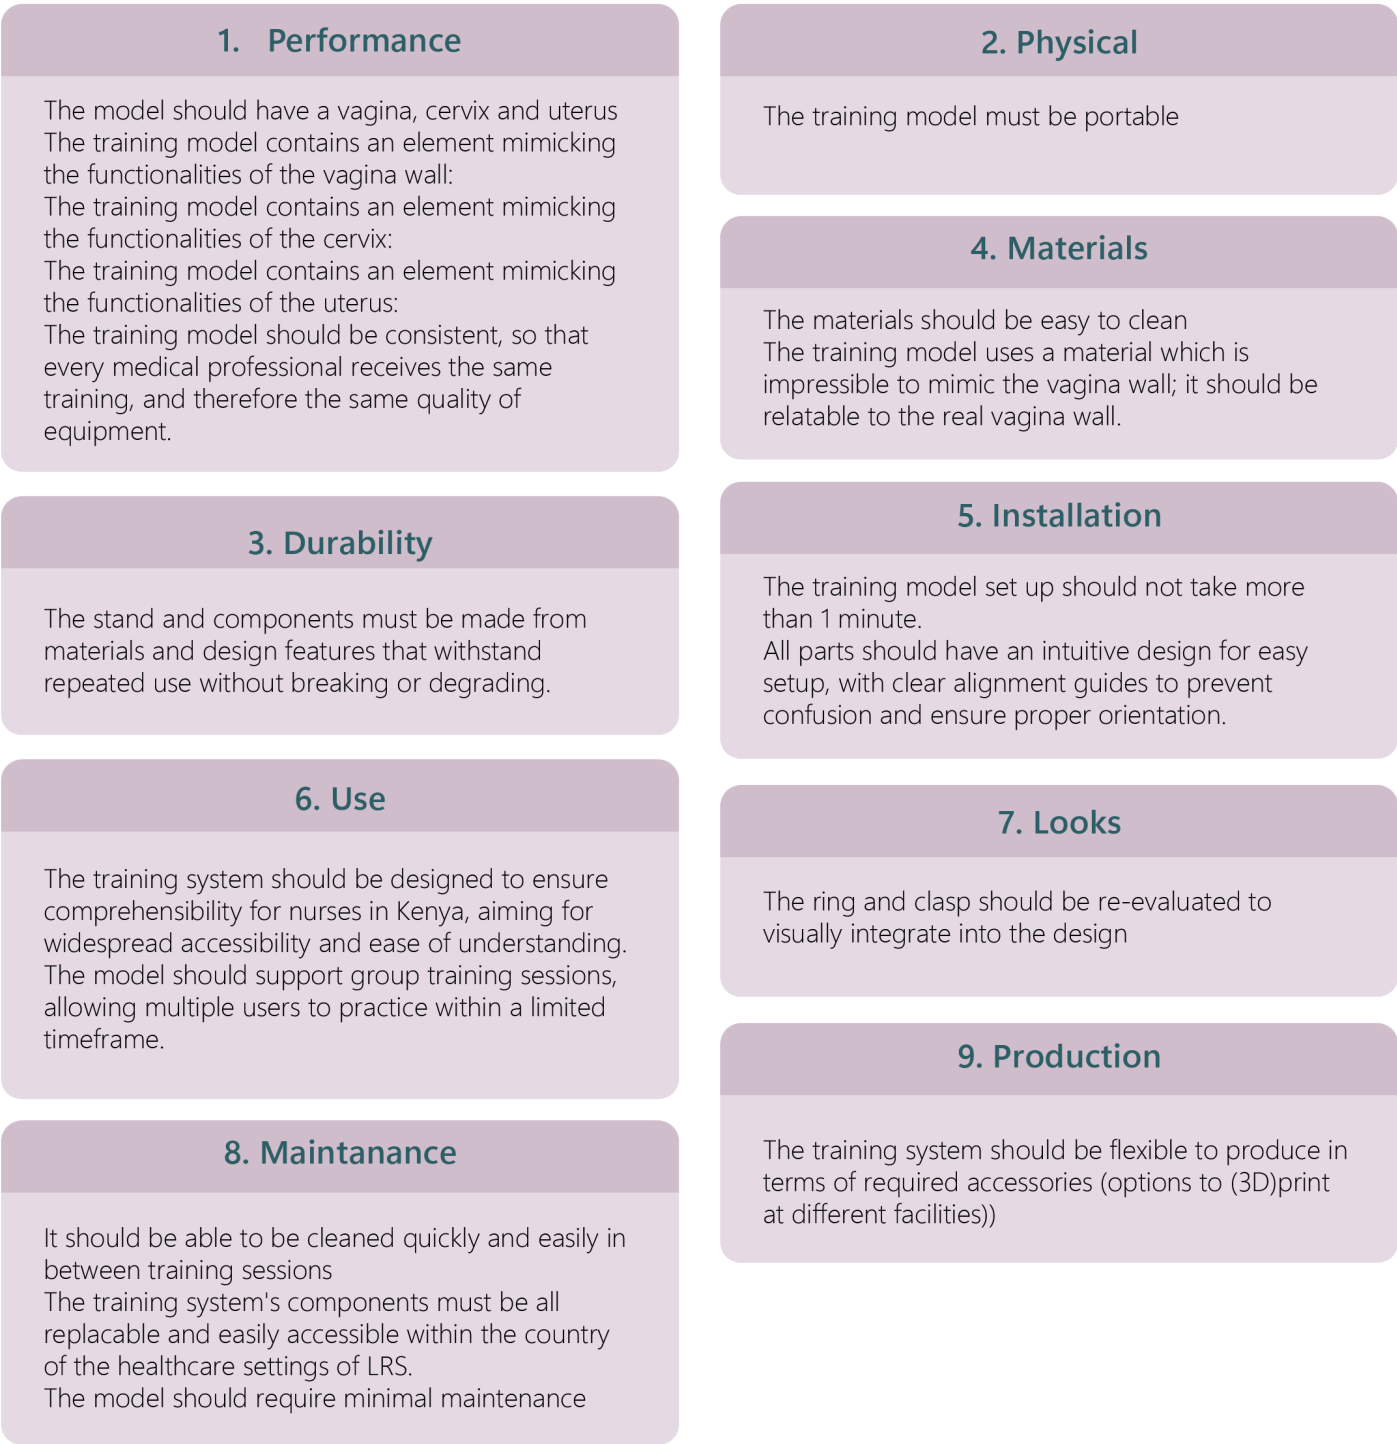 1. Performance
The model should have a vagina, cervix and uterus
The training model contains an element mimicking
the functionalities of the vagina wall:
The training model contains an element mimicking
the functionalities of the cervix:
The training model contains an element mimicking
the functionalities of the uterus:
The training model should be consistent, so that
every medical professional receives the same
training, and therefore the same quality of
equipment.
2. Physical
The training model must be portable
3. Durability
The stand and components must be made from
materials and design features that withstand
repeated use without breaking or degrading.
4. Materials
The materials should be easy to clean
The training model uses a material which is
impressible to mimic the vagina wall; it should be
relatable to the real vagina wall.
5. Installation
The training model set up should not take more
than 1 minute.
All parts should have an intuitive design for easy
setup, with clear alignment guides to prevent
confusion and ensure proper orientation.
6. Use
The training system should be designed to ensure
comprehensibility for nurses in Kenya, aiming for
widespread accessibility and ease of understanding.
The model should support group training sessions,
allowing multiple users to practice within a limited
timeframe.
7. Looks
The ring and clasp should be re-evaluated to
visually integrate into the design
8. Maintanance
It should be able to be cleaned quickly and easily in
between training sessions
The training system's components must be all
replacable and easily accessible within the country
of the healthcare settings of LRS.
The model should require minimal maintenance
9. Production
The training system should be flexible to produce in
terms of required accessories (options to (3D)print
at different facilities))